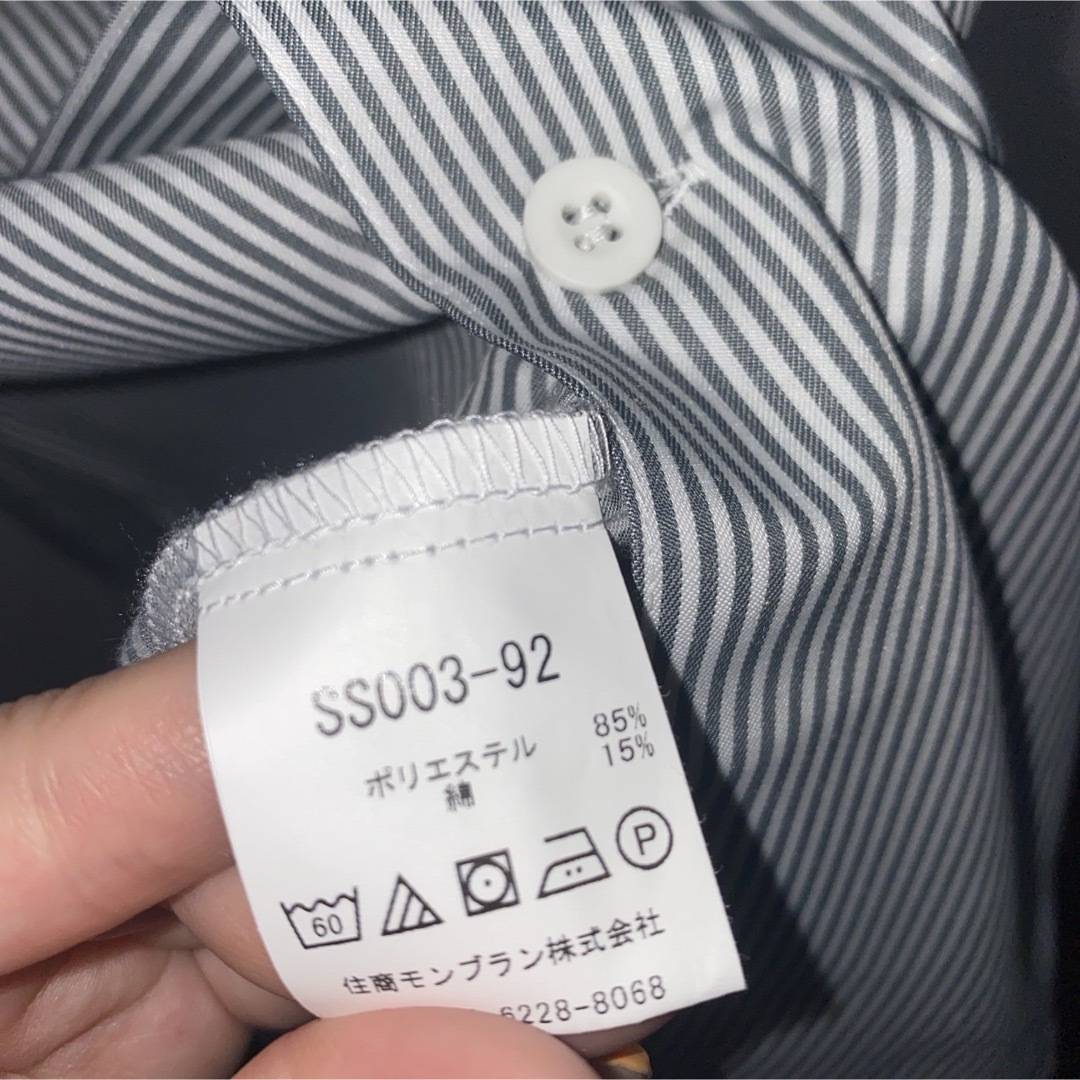 SS003-92
ポリエステル 85%
綿 15%
60 P
住商モンブラン株式会社
6228-8068